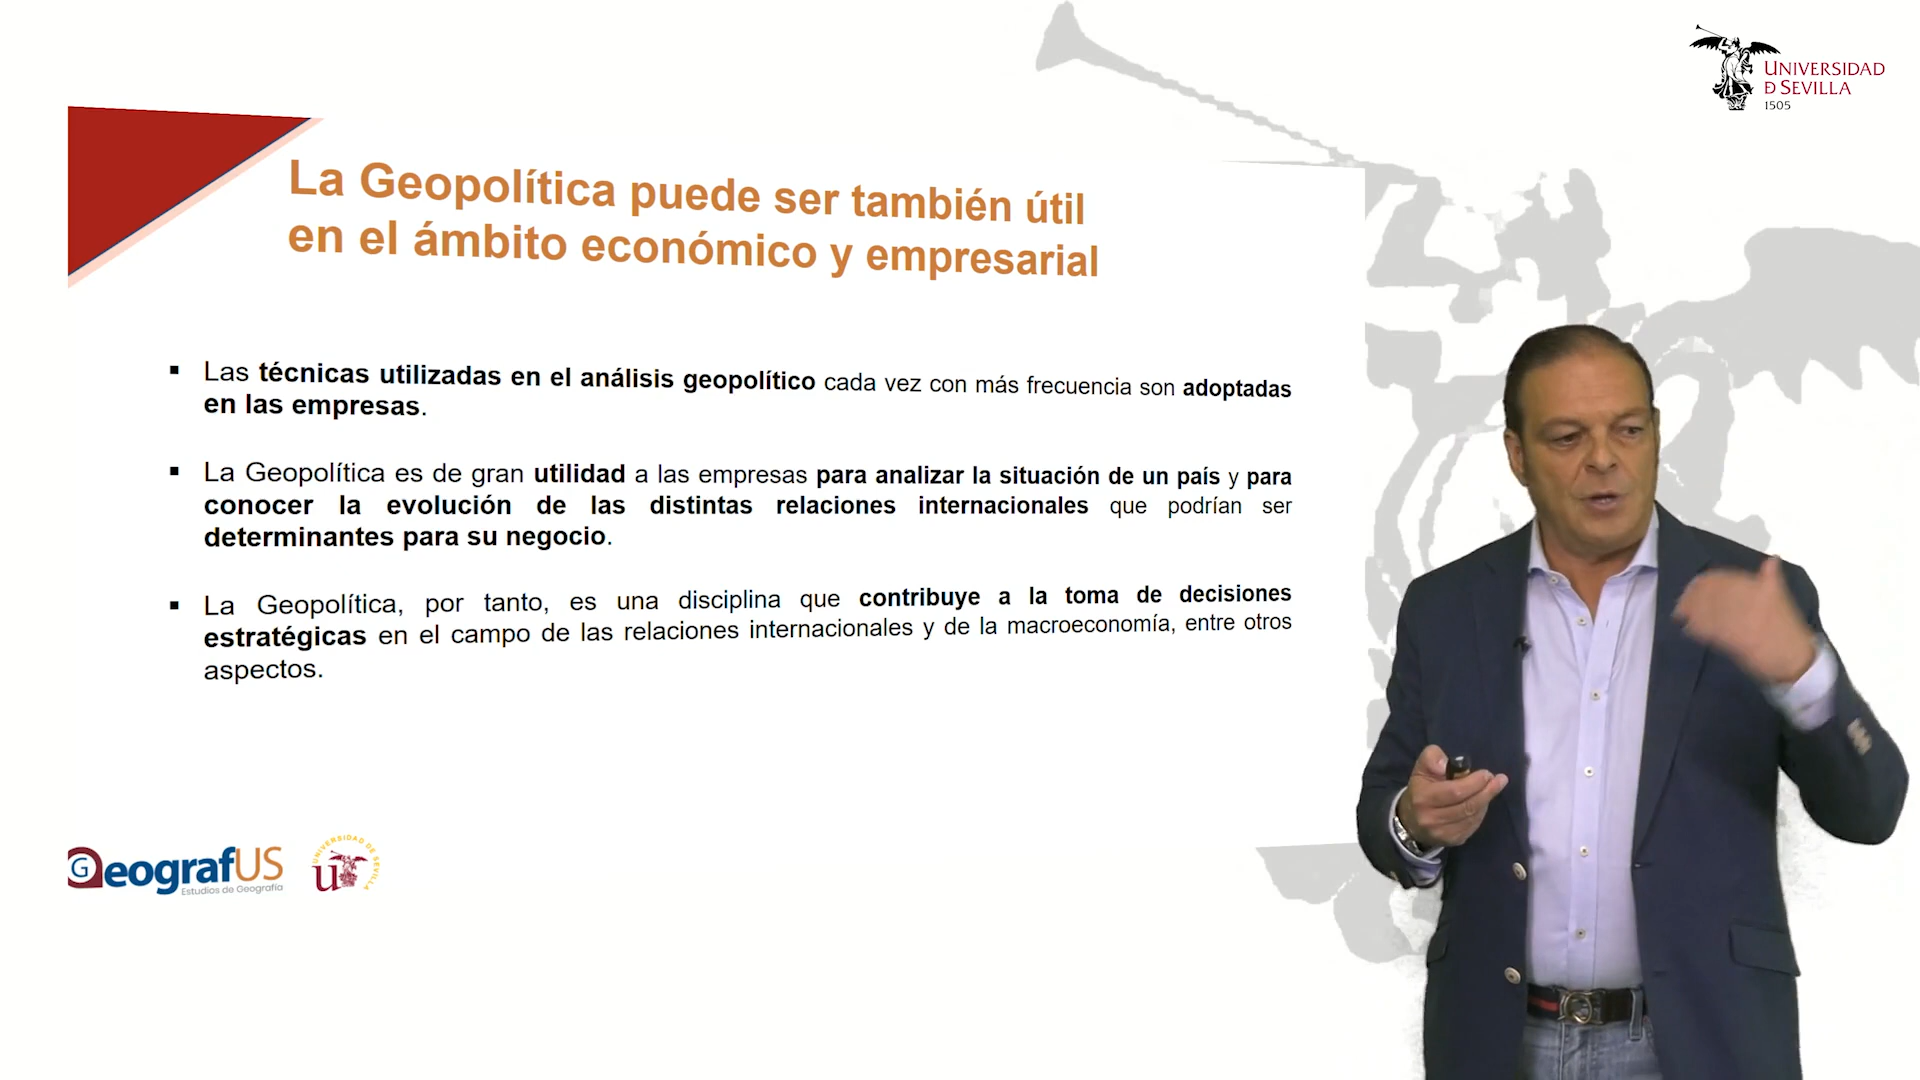 UNIVERSIDAD
Đ SEVILLA
1505
La Geopolítica puede ser también útil
en el ámbito económico y empresarial
▪ Las técnicas utilizadas en el análisis geopolítico cada vez con más frecuencia son adoptadas
en las empresas.
▪ La Geopolítica es de gran utilidad a las empresas para analizar la situación de un país y para
conocer la evolución de las distintas relaciones internacionales que podrían ser
determinantes para su negocio.
▪ La Geopolítica, por tanto, es una disciplina que contribuye a la toma de decisiones
estratégicas en el campo de las relaciones internacionales y de la macroeconomía, entre otros
aspectos.
GeografUS
Estudios de Geografía
UNIVERSIDAD DE SEVILLA